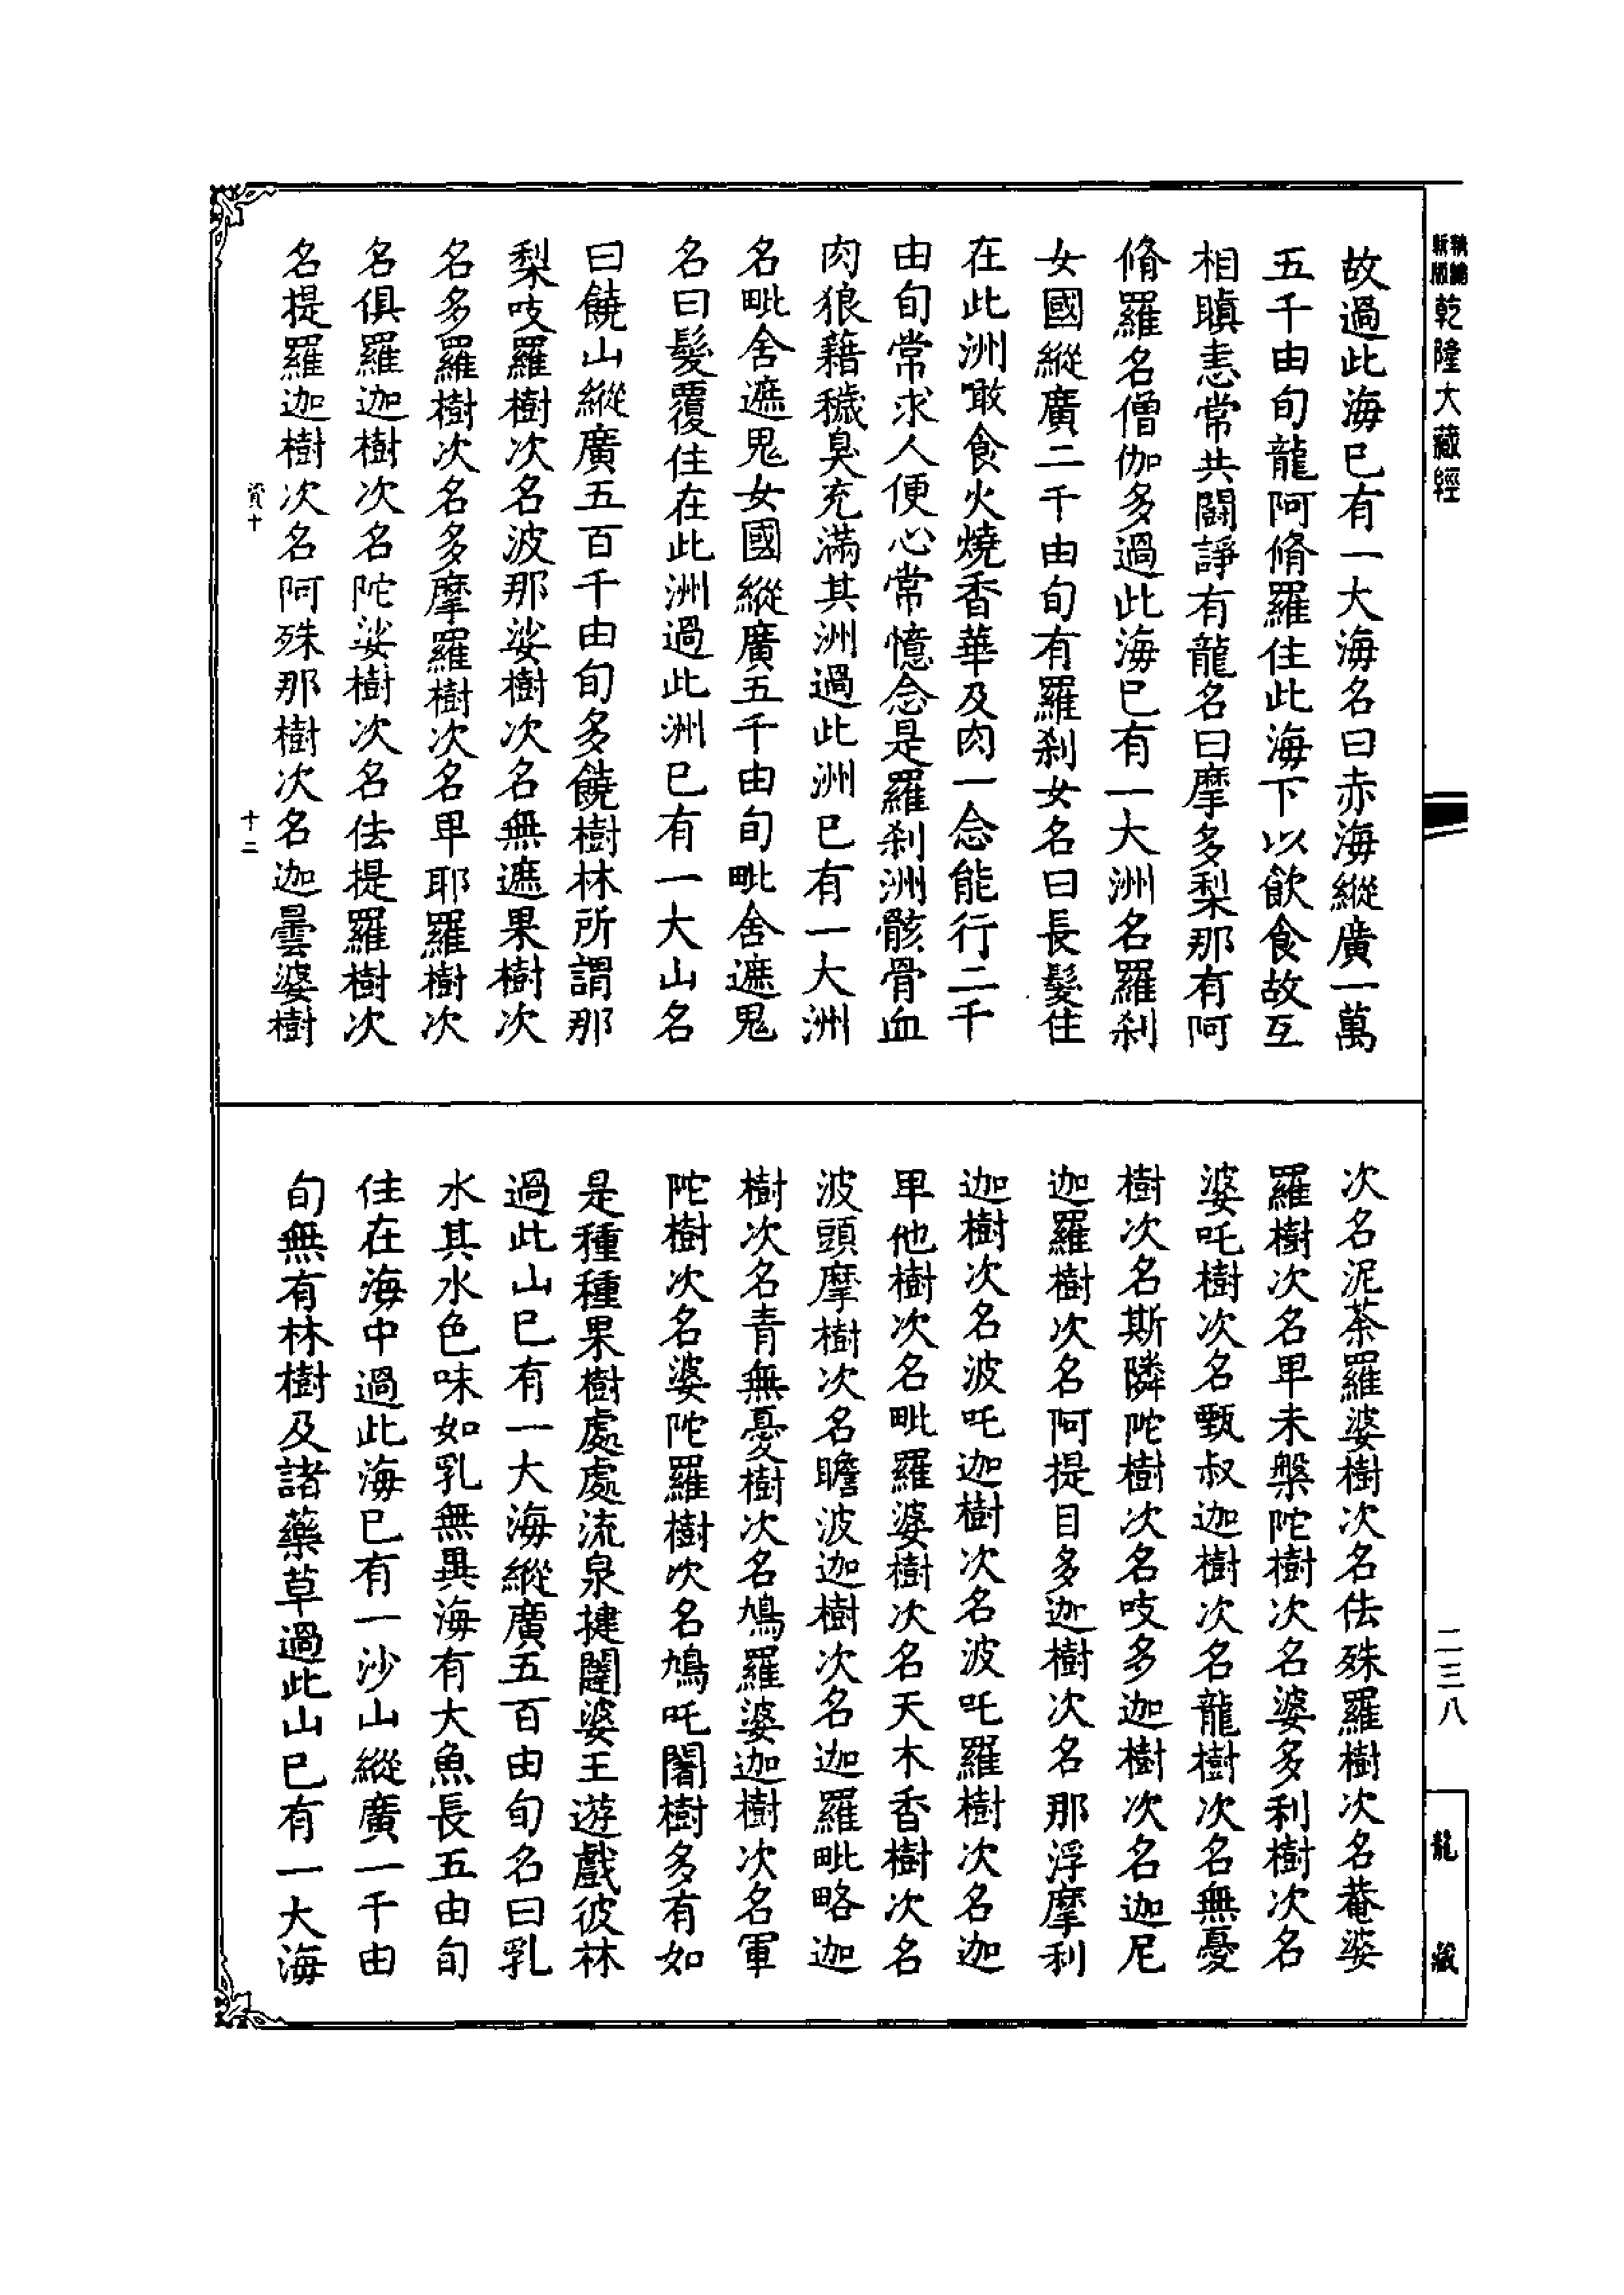 乾隆大藏經
故過此海已有一大海名曰赤海縱廣一萬
五千由旬龍阿脩羅住此海下以飲食故互
相瞋恚常共鬪諍有龍名曰摩多梨那有阿
脩羅名僧伽多過此海已有一大洲名羅刹
女國縱廣二千由旬有羅刹女名曰長髮住
在此洲噉食火燒香華及肉一念能行二千
由旬常求人便心常憶念是羅刹洲骸骨血
肉狼藉穢臭充滿其洲過此洲已有一大洲
名毗舍遮鬼女國縱廣五千由旬毗舍遮鬼
名曰髮覆住在此洲過此洲已有一大山名
曰饒山縱廣五百千由旬多饒樹林所謂那
梨吱羅樹次名波那娑樹次名無遮果樹次
名多羅樹次名多摩羅樹次名卑耶羅樹次
名俱羅迦樹次名陀娑樹次名佉提羅樹次
名提羅迦樹次名阿殊那樹次名迦曇婆樹
資十
十二
次名泥荼羅婆樹次名佉殊羅樹次名菴婆
羅樹次名卑未槃陀樹次名婆多利樹次名
婆吒樹次名甄叔迦樹次名龍樹次名無憂
樹次名斯隣陀樹次名吱多迦樹次名迦尼
迦羅樹次名阿提目多迦樹次名那浮摩利
迦樹次名波吒迦樹次名波吒羅樹次名迦
卑他樹次名毗羅婆樹次名天木香樹次名
波頭摩樹次名瞻波迦樹次名迦羅毗略迦
樹次名青無憂樹次名鳩羅婆迦樹次名軍
陀樹次名婆陀羅樹次名鳩吒闍樹多有如
是種種果樹處處流泉揵闥婆王遊戲彼林
過此山已有一大海縱廣五百由旬名曰乳
水其水色味如乳無異海有大魚長五由旬
住在海中過此海已有一沙山縱廣一千由
旬無有林樹及諸藥草過此山已有一大海
二三八
龍藏